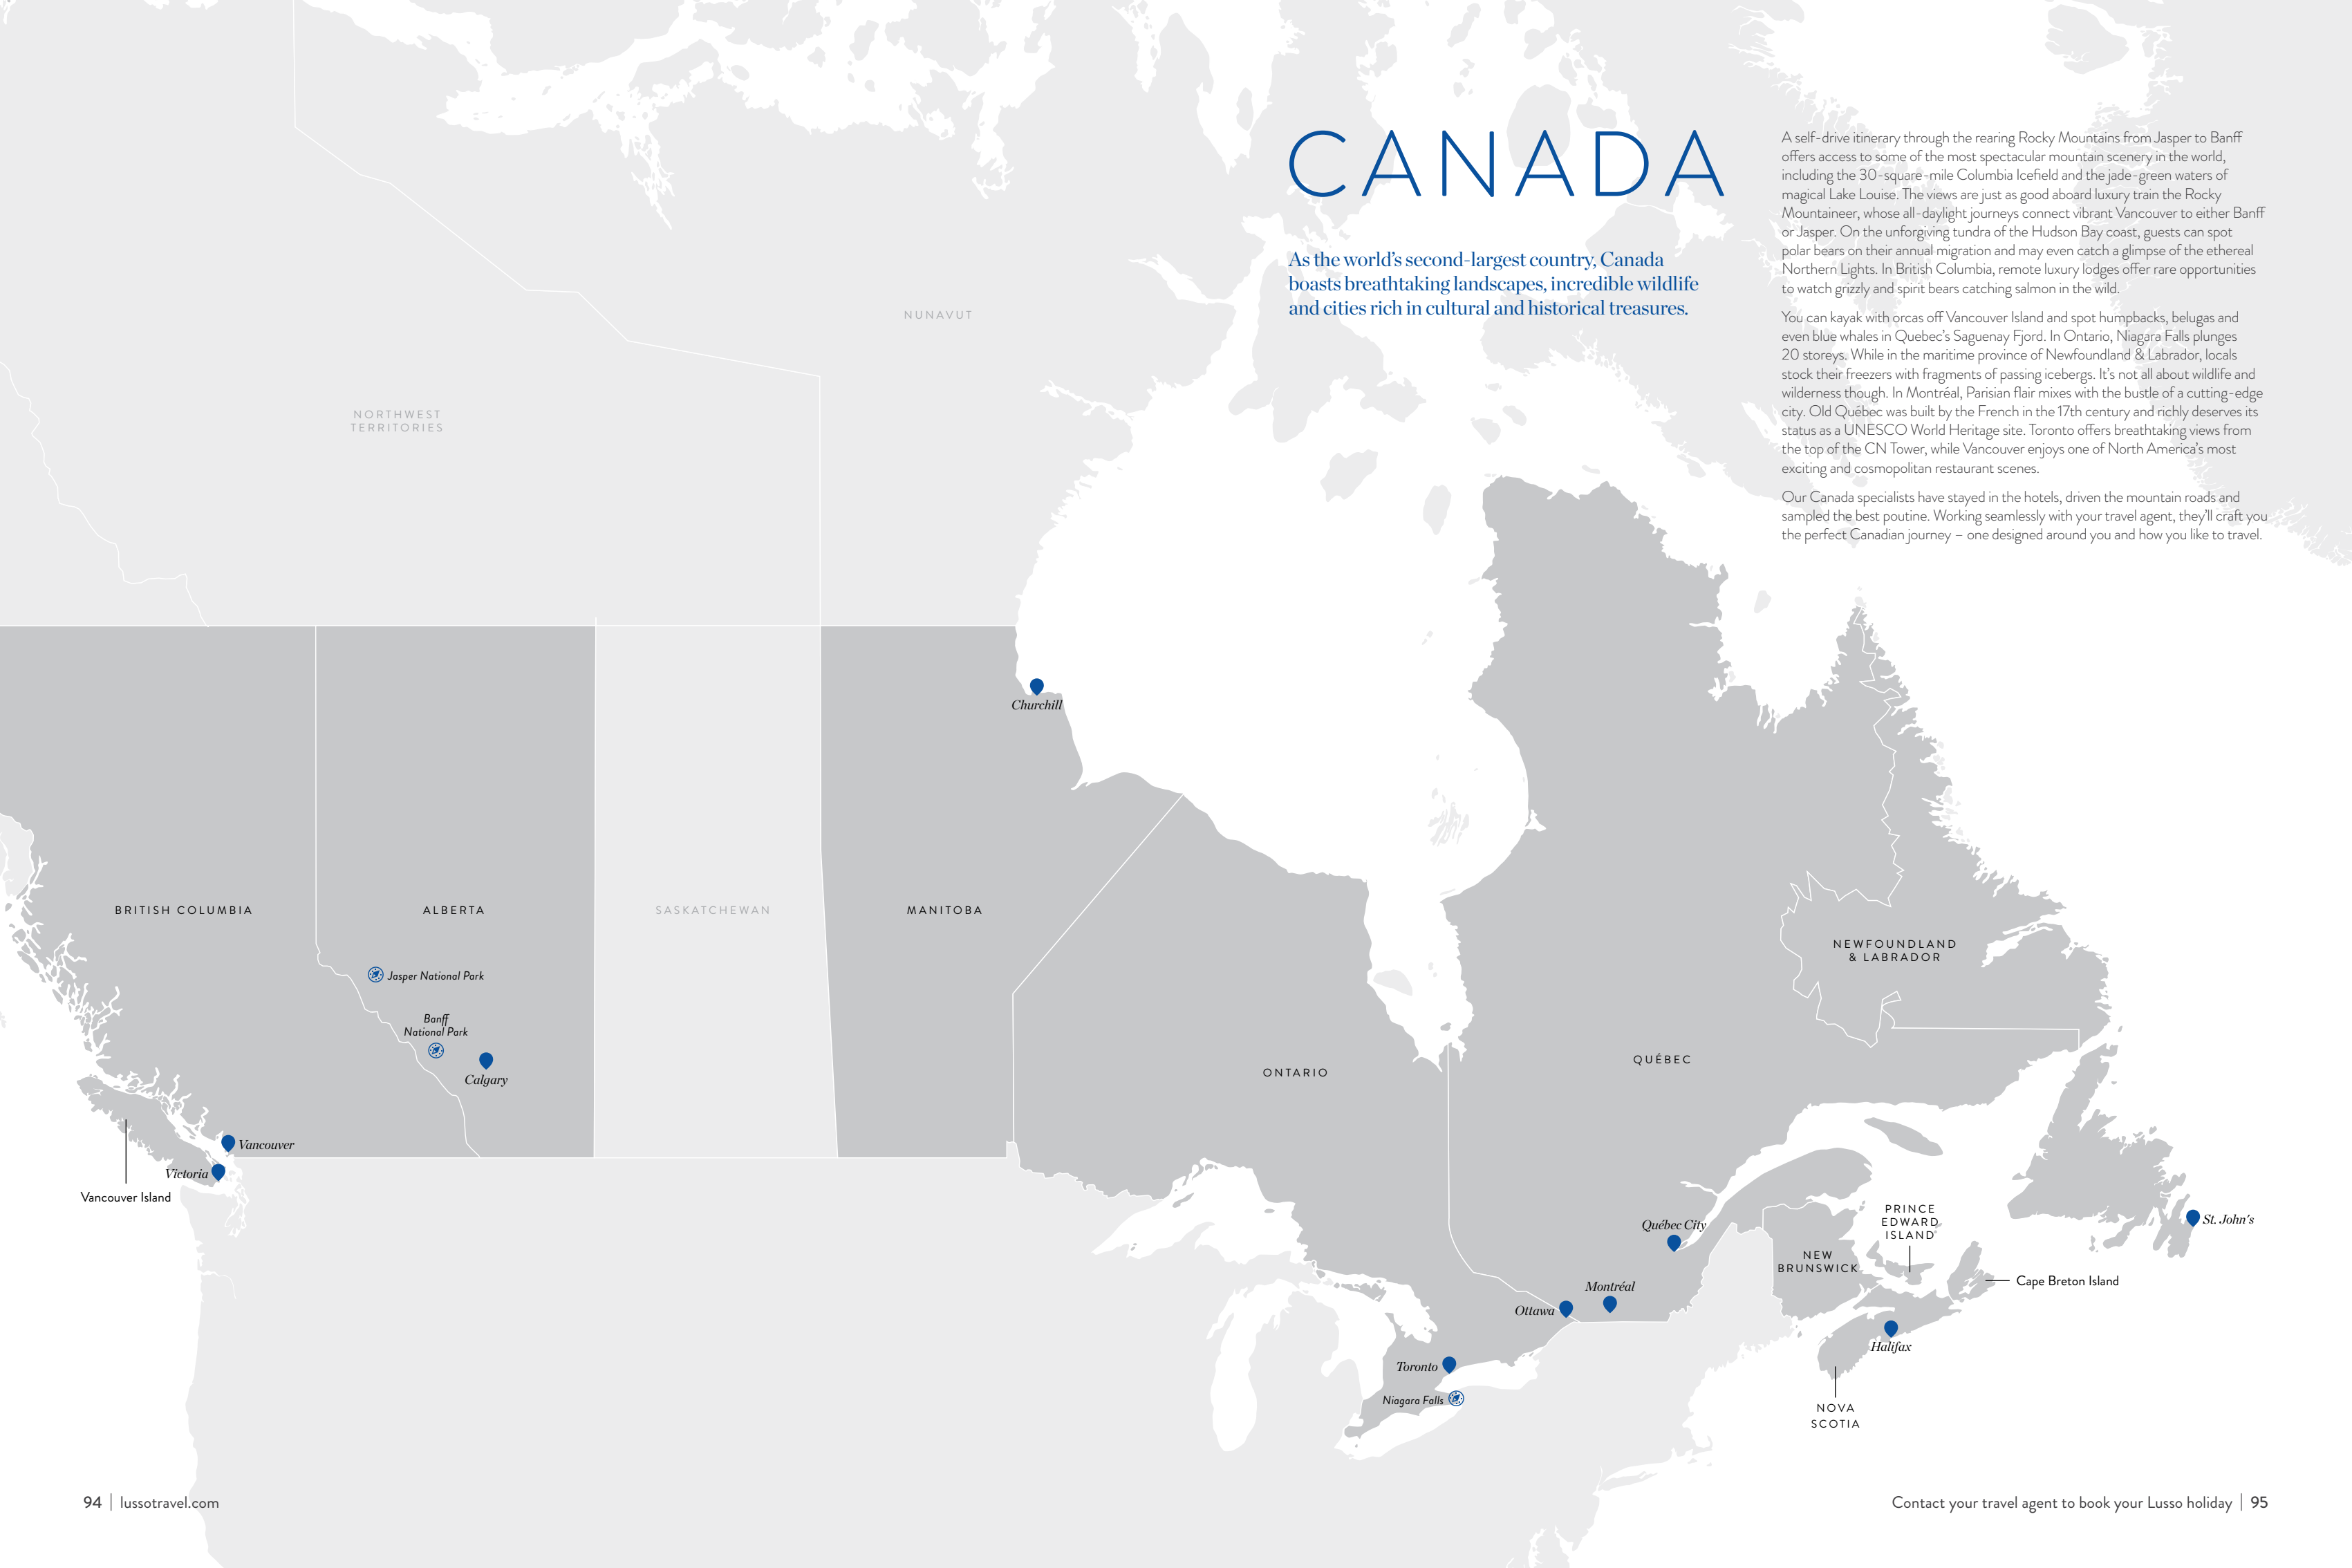 CANADA
As the world's second-largest country, Canada
boasts breathtaking landscapes, incredible wildlife
and cities rich in cultural and historical treasures.
A self-drive itinerary through the rearing Rocky Mountains from Jasper to Banff
offers access to some of the most spectacular mountain scenery in the world,
including the 30-square-mile Columbia Icefield and the jade-green waters of
magical Lake Louise. The views are just as good aboard luxury train the Rocky
Mountaineer, whose all-daylight journeys connect vibrant Vancouver to either Banff
or Jasper. On the unforgiving tundra of the Hudson Bay coast, guests can spot
polar bears on their annual migration and may even catch a glimpse of the ethereal
Northern Lights. In British Columbia, remote luxury lodges offer rare opportunities
to watch grizzly and spirit bears catching salmon in the wild.
You can kayak with orcas off Vancouver Island and spot humpbacks, belugas and
even blue whales in Quebec's Saguenay Fjord. In Ontario, Niagara Falls plunges
20 storeys. While in the maritime province of Newfoundland & Labrador, locals
stock their freezers with fragments of passing icebergs. It's not all about wildlife and
wilderness though. In Montréal, Parisian flair mixes with the bustle of a cutting-edge
city. Old Québec was built by the French in the 17th century and richly deserves its
status as a UNESCO World Heritage site. Toronto offers breathtaking views from
the top of the CN Tower, while Vancouver enjoys one of North America's most
exciting and cosmopolitan restaurant scenes.
Our Canada specialists have stayed in the hotels, driven the mountain roads and
sampled the best poutine. Working seamlessly with your travel agent, they'll craft you
the perfect Canadian journey – one designed around you and how you like to travel.
NUNAVUT
NORTHWEST
TERRITORIES
Churchill
BRITISH COLUMBIA
ALBERTA
SASKATCHEWAN
MANITOBA
NEWFOUNDLAND
& LABRADOR
Jasper National Park
Banff
National Park
Calgary
ONTARIO
QUÉBEC
Vancouver
Victoria
Vancouver Island
Québec City
PRINCE
EDWARD
ISLAND
St. John's
NEW
BRUNSWICK
Cape Breton Island
Montréal
Ottawa
Halifax
Toronto
Niagara Falls
NOVA
SCOTIA
94 | lussotravel.com
Contact your travel agent to book your Lusso holiday | 95